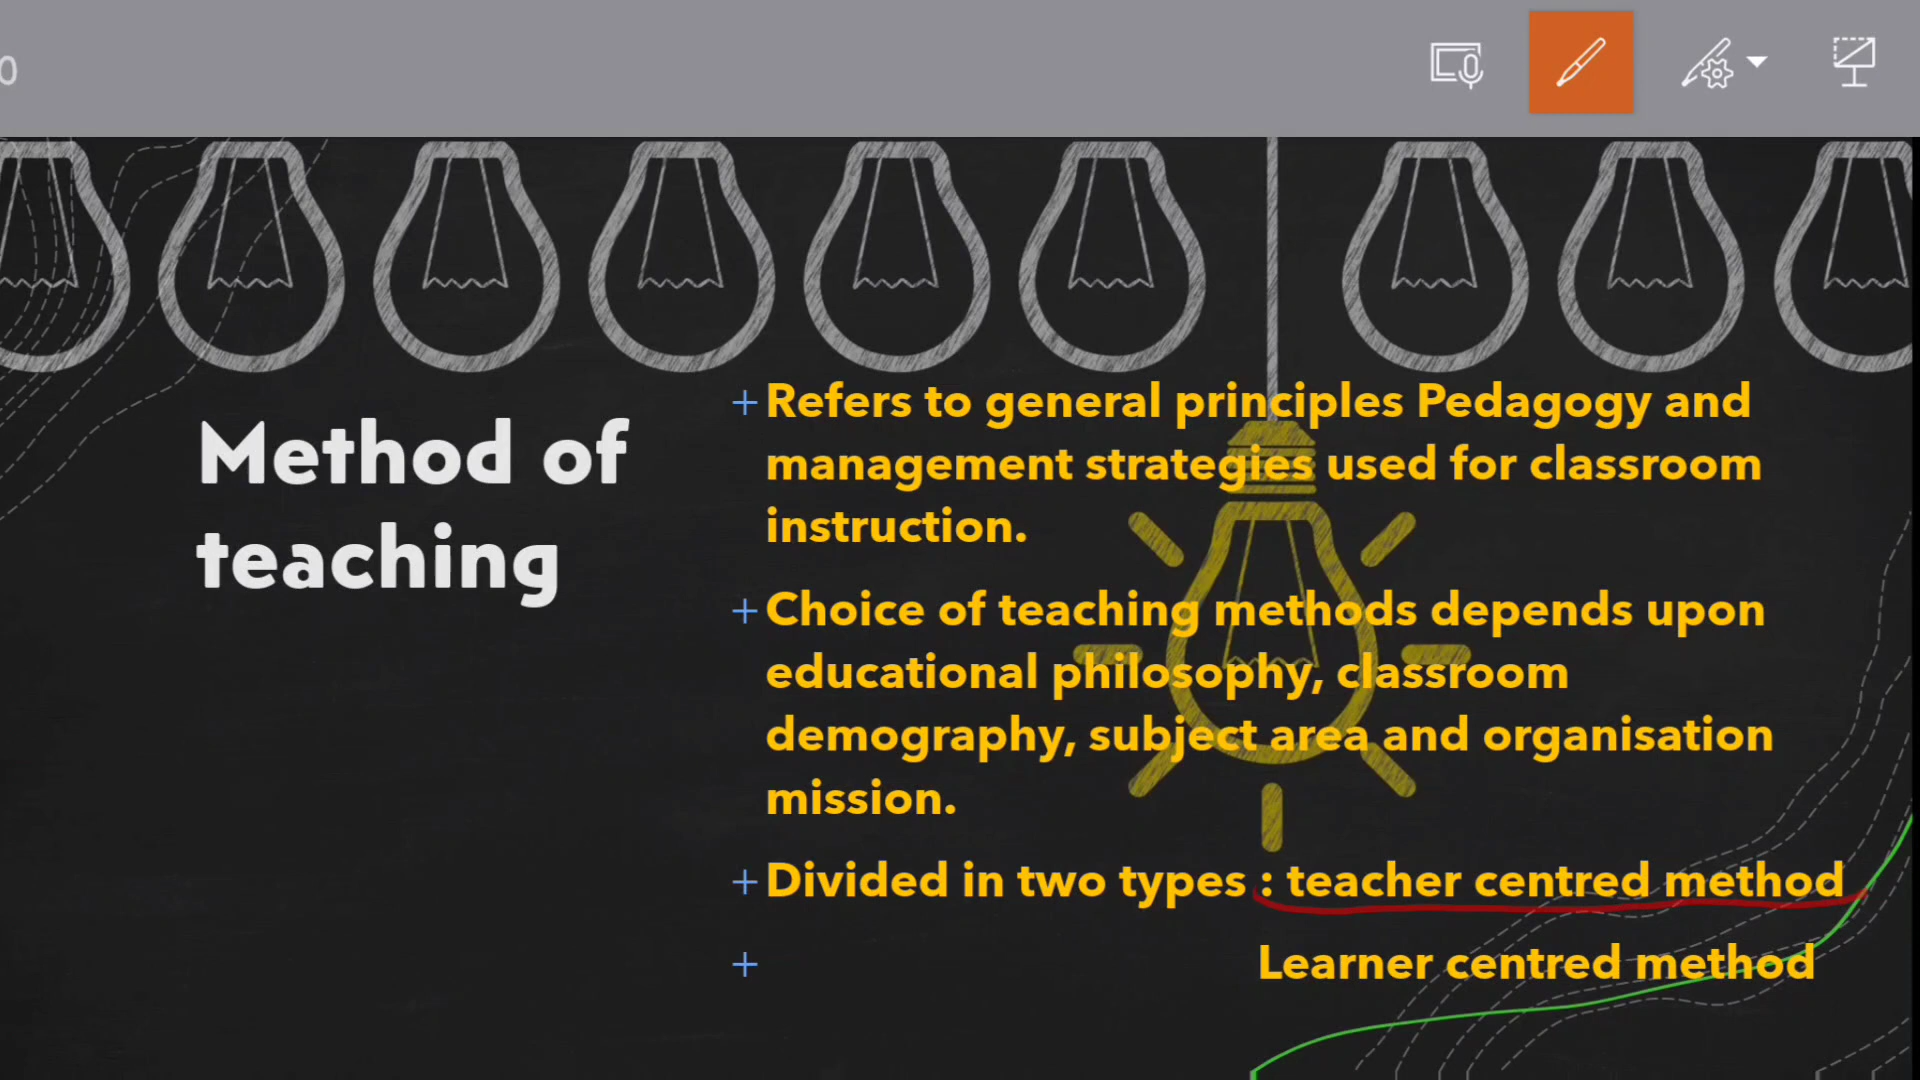 Method of
teaching
+ Refers to general principles Pedagogy and
management strategies used for classroom
instruction.
+ Choice of teaching methods depends upon
educational philosophy, classroom
demography, subject area and organisation
mission.
+ Divided in two types : teacher centred method
+ Learner centred method